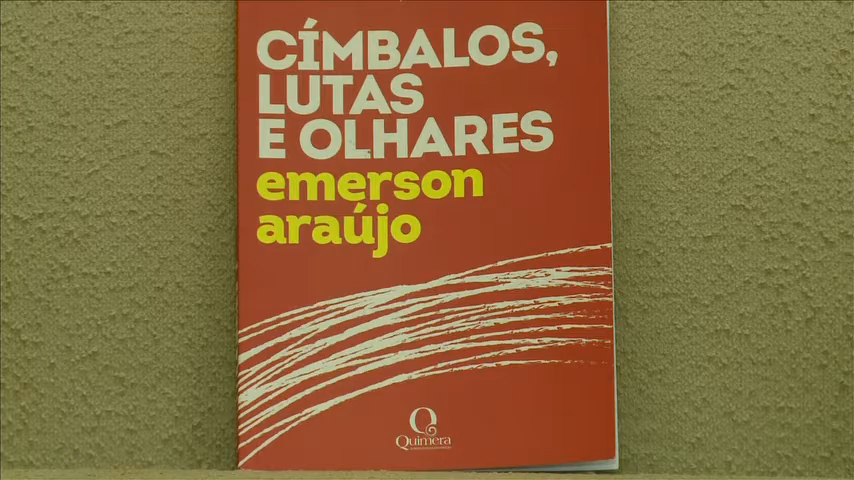 CÍMBALOS,
LUTAS
E OLHARES
emerson
araújo
Quimera